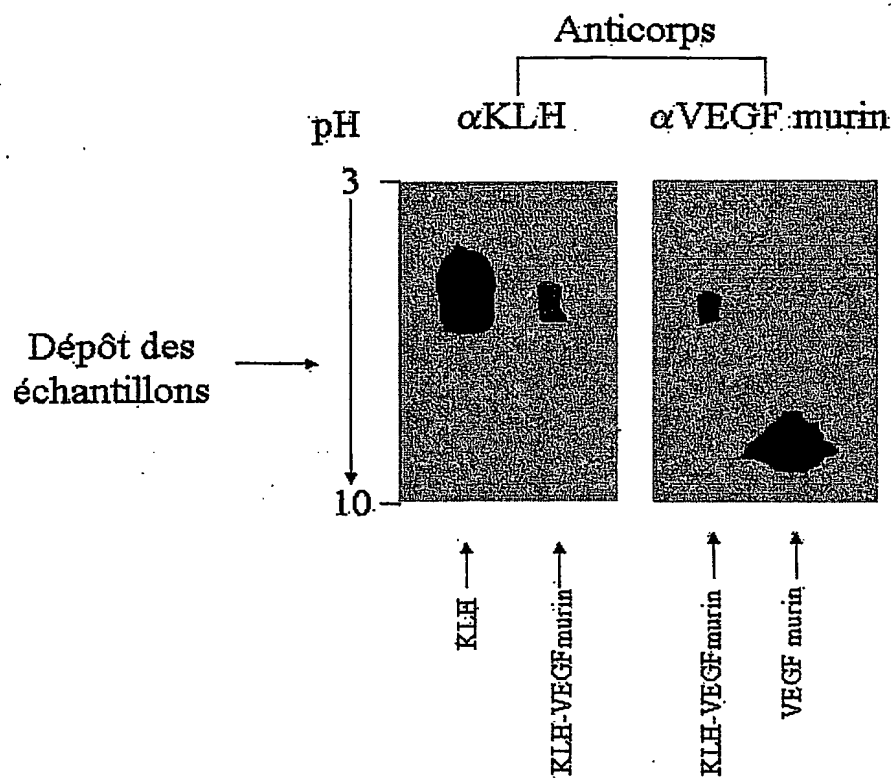 Anticorps
pH
αKLH
αVEGF murin
3
Dépôt des
échantillons
10
KLH
KLH-VEGFmurin
KLH-VEGFmurin
VEGF murin